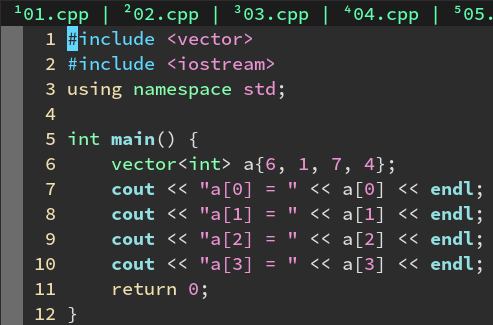 ¹01.cpp | ²02.cpp | ³03.cpp | ⁴04.cpp | ⁵05.
1 #include <vector>
2 #include <iostream>
3 using namespace std;
4
5 int main() {
6     vector<int> a{6, 1, 7, 4};
7     cout << "a[0] = " << a[0] << endl;
8     cout << "a[1] = " << a[1] << endl;
9     cout << "a[2] = " << a[2] << endl;
10     cout << "a[3] = " << a[3] << endl;
11     return 0;
12 }